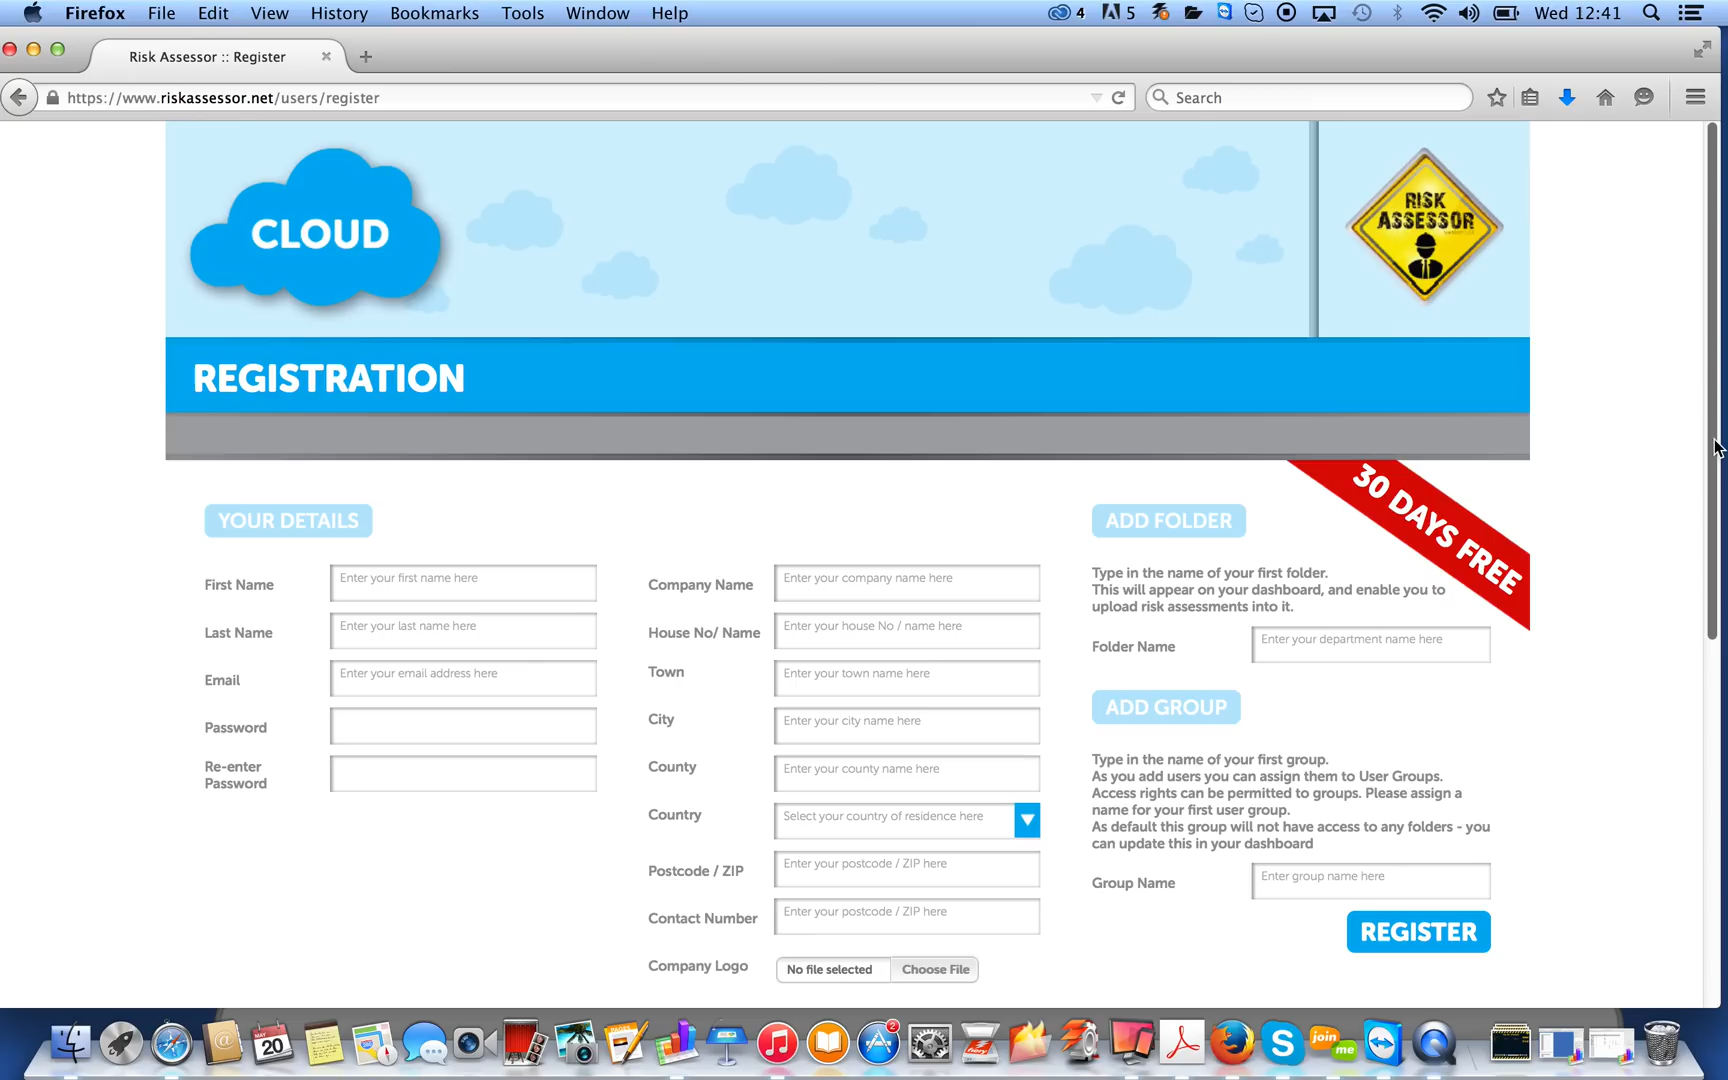 Firefox File Edit View History Bookmarks Tools Window Help 4 5 Wed 12:41
Risk Assessor :: Register
https://www.riskassessor.net/users/register
Search
CLOUD
RISK
ASSESSOR
REGISTRATION
30 DAYS FREE
YOUR DETAILS
First Name Enter your first name here
Last Name Enter your last name here
Email Enter your email address here
Password
Re-enter
Password
Company Name Enter your company name here
House No/ Name Enter your house No / name here
Town Enter your town name here
City Enter your city name here
County Enter your county name here
Country Select your country of residence here
Postcode / ZIP Enter your postcode / ZIP here
Contact Number Enter your postcode / ZIP here
Company Logo No file selected Choose File
ADD FOLDER
Type in the name of your first folder.
This will appear on your dashboard, and enable you to
upload risk assessments into it.
Folder Name Enter your department name here
ADD GROUP
Type in the name of your first group.
As you add users you can assign them to User Groups.
Access rights can be permitted to groups. Please assign a
name for your first user group.
As default this group will not have access to any folders - you
can update this in your dashboard
Group Name Enter group name here
REGISTER
MAY
20
PAGES
2
join
me